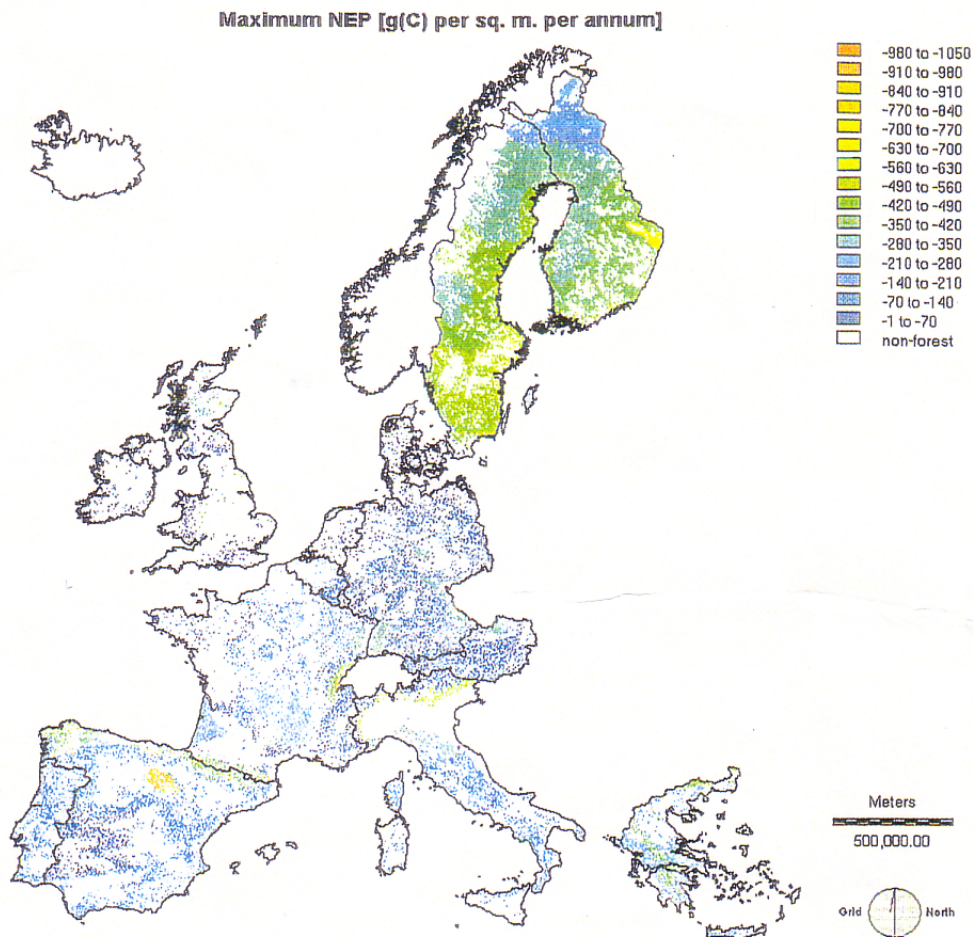 Maximum NEP [g(C) per sq. m. per annum]
-980 to -1050
-910 to -980
-840 to -910
-770 to -840
-700 to -770
-630 to -700
-560 to -630
-490 to -560
-420 to -490
-350 to -420
-280 to -350
-210 to -280
-140 to -210
-70 to -140
-1 to -70
non-forest
Meters
500,000.00
Grid North